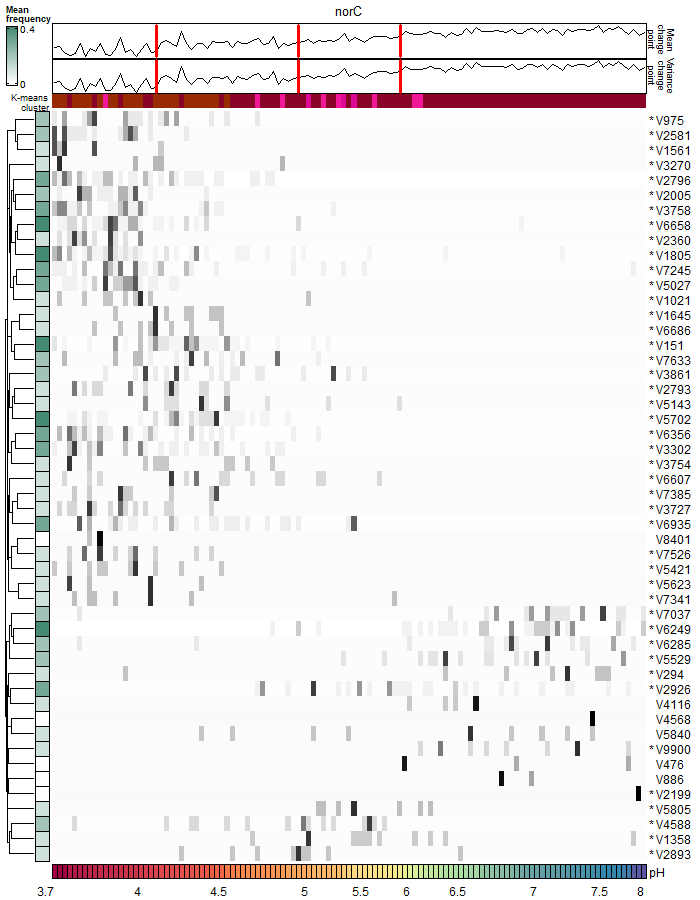 norC
Mean
frequency
0.4
0
Mean
change
point
Variance
change
point
K-means
cluster
* V975
* V2581
* V1561
* V3270
* V2796
* V2005
* V3758
* V6658
* V2360
* V1805
* V7245
* V5027
* V1021
* V1645
* V6686
* V151
* V7633
* V3861
* V2793
* V5143
* V5702
* V6356
* V3302
* V3754
* V6607
* V7385
* V3727
* V6935
V8401
* V7526
* V5421
* V5623
* V7341
* V7037
* V6249
* V6285
* V5529
* V294
* V2926
V4116
V4568
V5840
* V9900
V476
V886
* V2199
* V5805
* V4588
* V1358
* V2893
pH
3.7 4 4.5 5 5.5 6 6.5 7 7.5 8